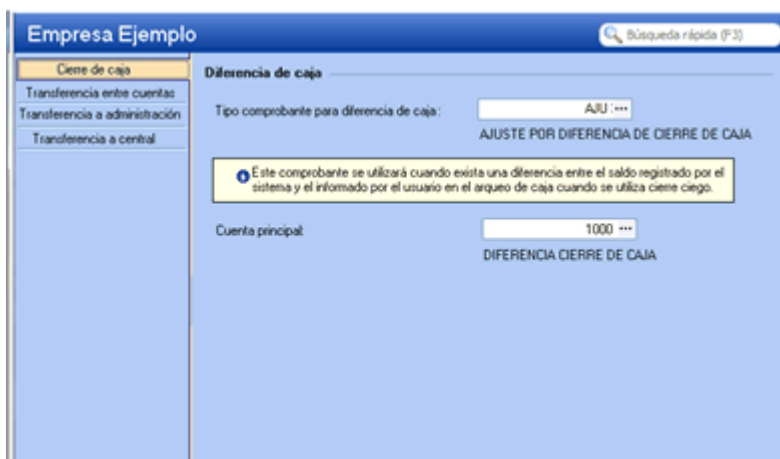 Empresa Ejemplo
Búsqueda rápida (F3)
Cierre de caja
Transferencia entre cuentas
Transferencia a administración
Transferencia a central
Diferencia de caja
Tipo comprobante para diferencia de caja:
AJU
AJUSTE POR DIFERENCIA DE CIERRE DE CAJA
Este comprobante se utilizará cuando exista una diferencia entre el saldo registrado por el
sistema y el informado por el usuario en el arqueo de caja cuando se utiliza cierre ciego.
Cuenta principal:
1000
DIFERENCIA CIERRE DE CAJA